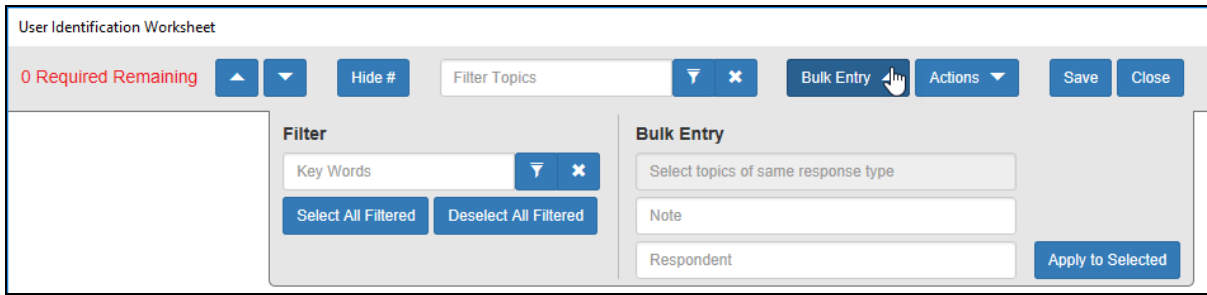 User Identification Worksheet
0 Required Remaining Hide # Filter Topics Bulk Entry Actions Save Close
Filter
Key Words
Select All Filtered Deselect All Filtered
Bulk Entry
Select topics of same response type
Note
Respondent Apply to Selected